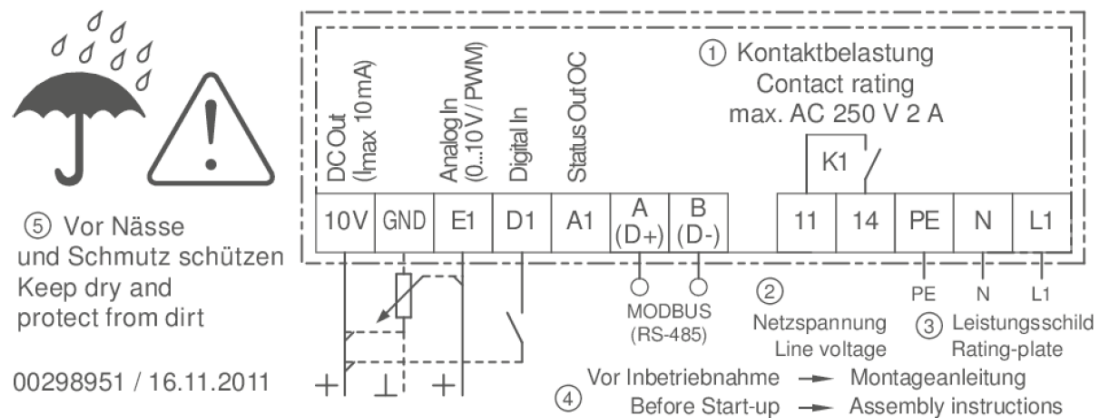 ⑤ Vor Nässe
und Schmutz schützen
Keep dry and
protect from dirt
00298951 / 16.11.2011
DC Out
(Imax 10mA)
Analog In
(0...10 V / PWM)
Digital In
Status Out OC
① Kontaktbelastung
Contact rating
max. AC 250 V 2 A
K1
10V GND E1 D1 A1 A (D+) B (D-) 11 14 PE N L1
MODBUS
(RS-485)
PE N L1
② Netzspannung
Line voltage
③ Leistungsschild
Rating-plate
④ Vor Inbetriebnahme → Montageanleitung
Before Start-up → Assembly instructions
+ ⊥ +